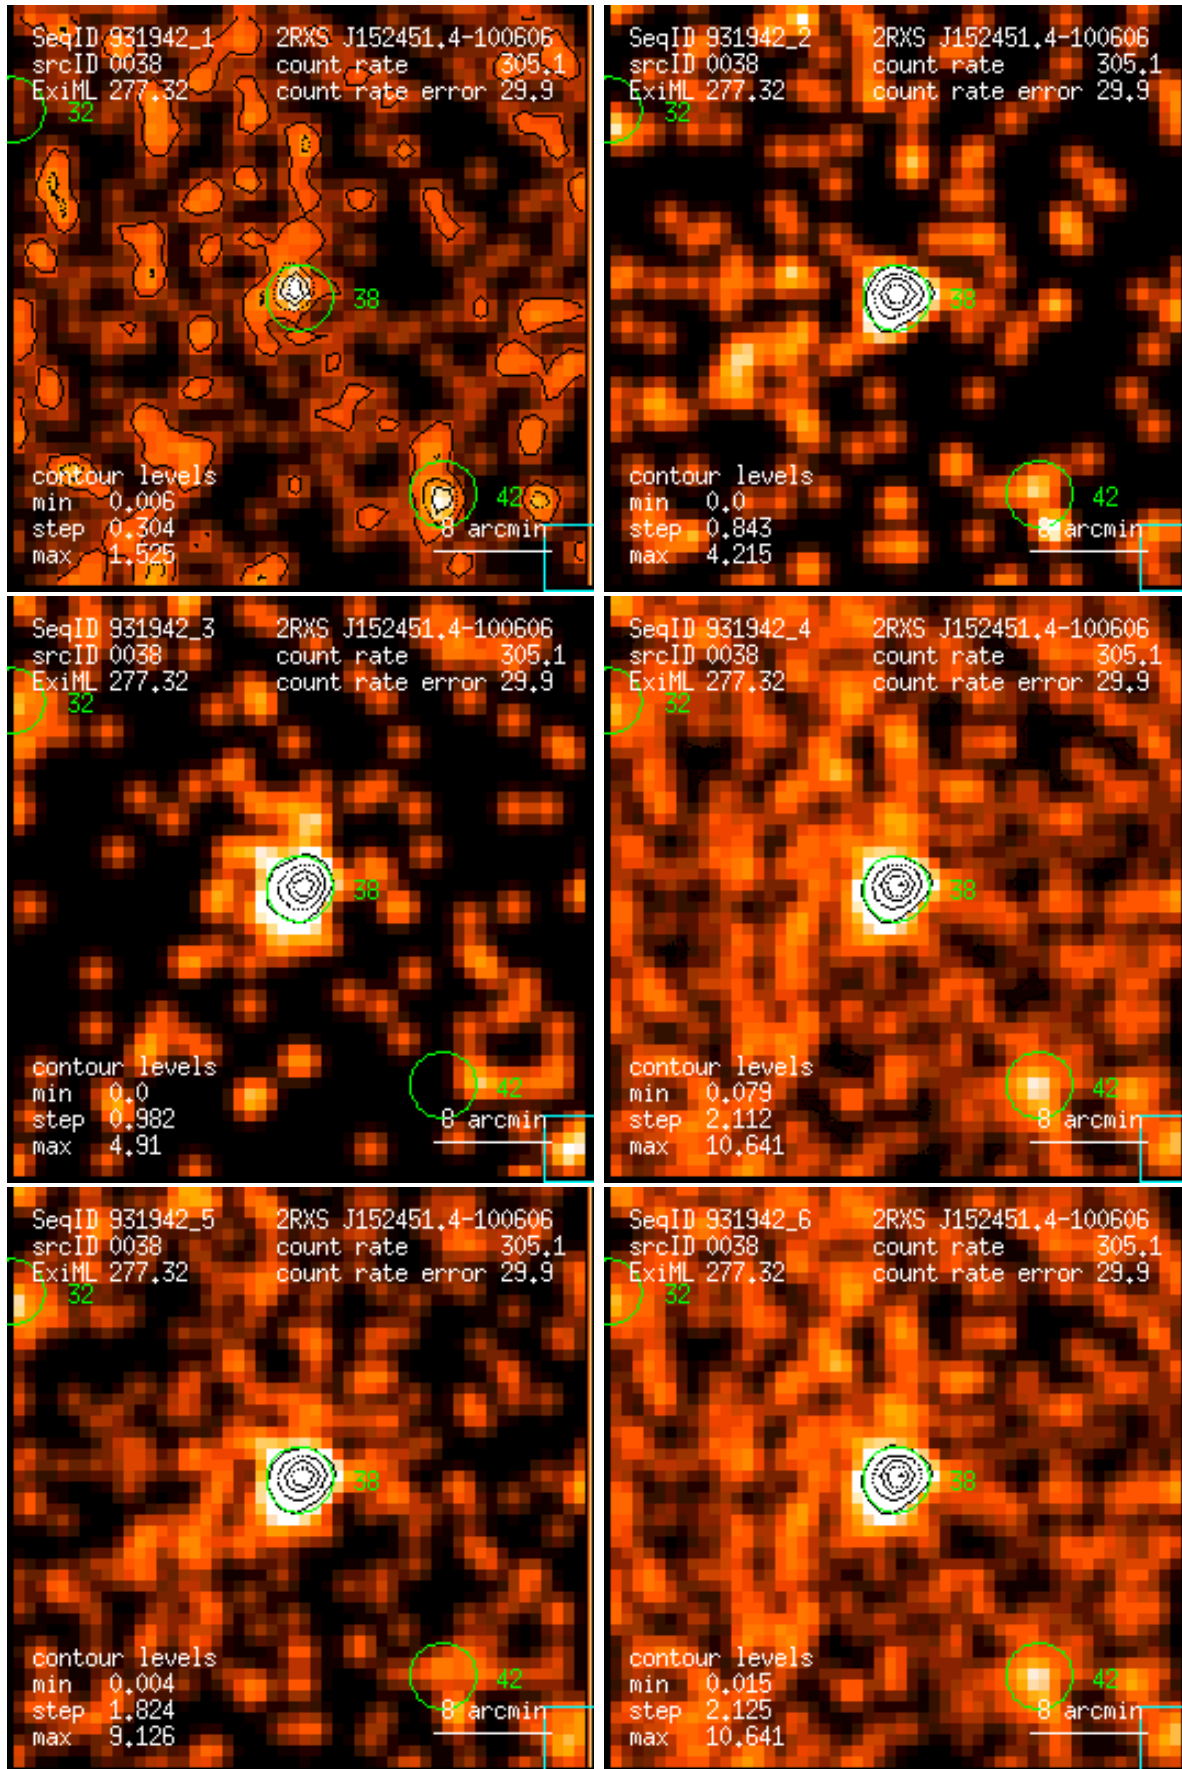 SeqID 931942_1 2RXS J152451.4-100606
srcID 0038 count rate 305.1
ExiML 277.32 count rate error 29.9
32
38
contour levels
min 0.006
42
step 0.304
8 arcmin
max 1.525
SeqID 931942_2 2RXS J152451.4-100606
srcID 0038 count rate 305.1
ExiML 277.32 count rate error 29.9
32
38
contour levels
min 0.0
42
step 0.843
8 arcmin
max 4.215
SeqID 931942_3 2RXS J152451.4-100606
srcID 0038 count rate 305.1
ExiML 277.32 count rate error 29.9
32
38
contour levels
min 0.0
42
step 0.982
8 arcmin
max 4.91
SeqID 931942_4 2RXS J152451.4-100606
srcID 0038 count rate 305.1
ExiML 277.32 count rate error 29.9
32
38
contour levels
min 0.079
42
step 2.112
8 arcmin
max 10.641
SeqID 931942_5 2RXS J152451.4-100606
srcID 0038 count rate 305.1
ExiML 277.32 count rate error 29.9
32
38
contour levels
min 0.004
42
step 1.824
8 arcmin
max 9.126
SeqID 931942_6 2RXS J152451.4-100606
srcID 0038 count rate 305.1
ExiML 277.32 count rate error 29.9
32
38
contour levels
min 0.015
42
step 2.125
8 arcmin
max 10.641